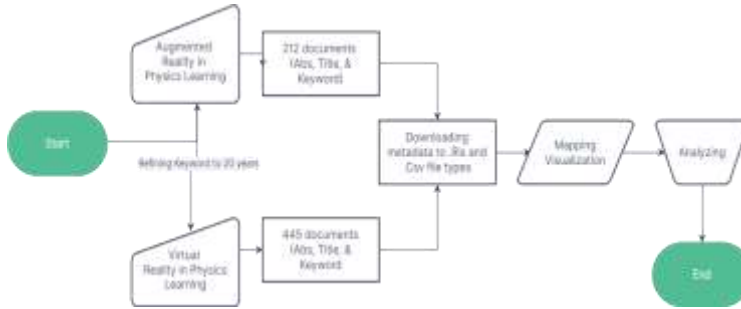 Start
Augmented
Reality in
Physics Learning
212 documents
(Abs, Title, &
Keyword)
Refining Keyword to 20 years
Virtual
Reality in Physics
Learning
445 documents
(Abs, Title, &
Keyword)
Downloading
metadata to .Ris and
Csv file types
Mapping
Visualization
Analyzing
End